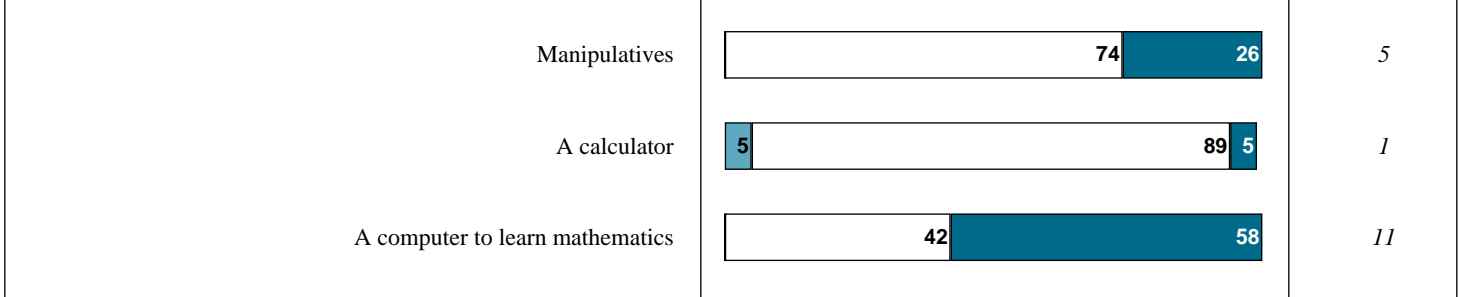 Manipulatives 74 26 5
A calculator 5 89 5 1
A computer to learn mathematics 42 58 11